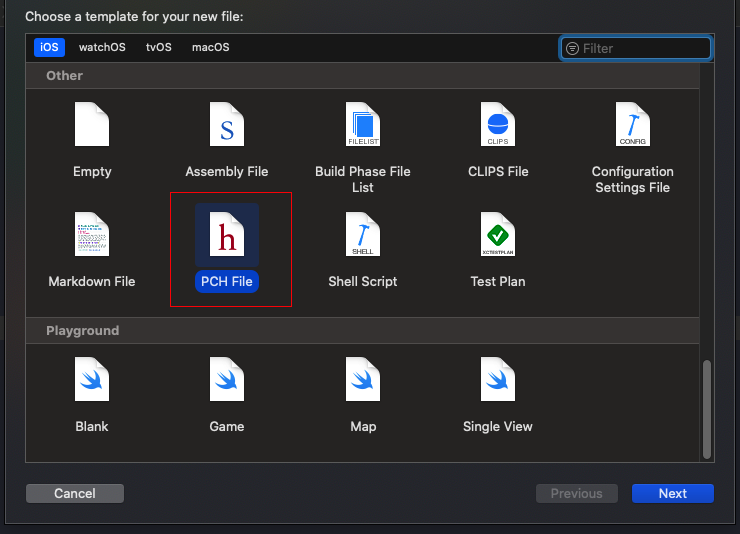 Choose a template for your new file:
iOS watchOS tvOS macOS Filter
Other
S FILELIST CLIPS CONFIG
Empty Assembly File Build Phase File List CLIPS File Configuration Settings File
h SHELL XCTESTPLAN
Markdown File PCH File Shell Script Test Plan
Playground
Blank Game Map Single View
Cancel Previous Next